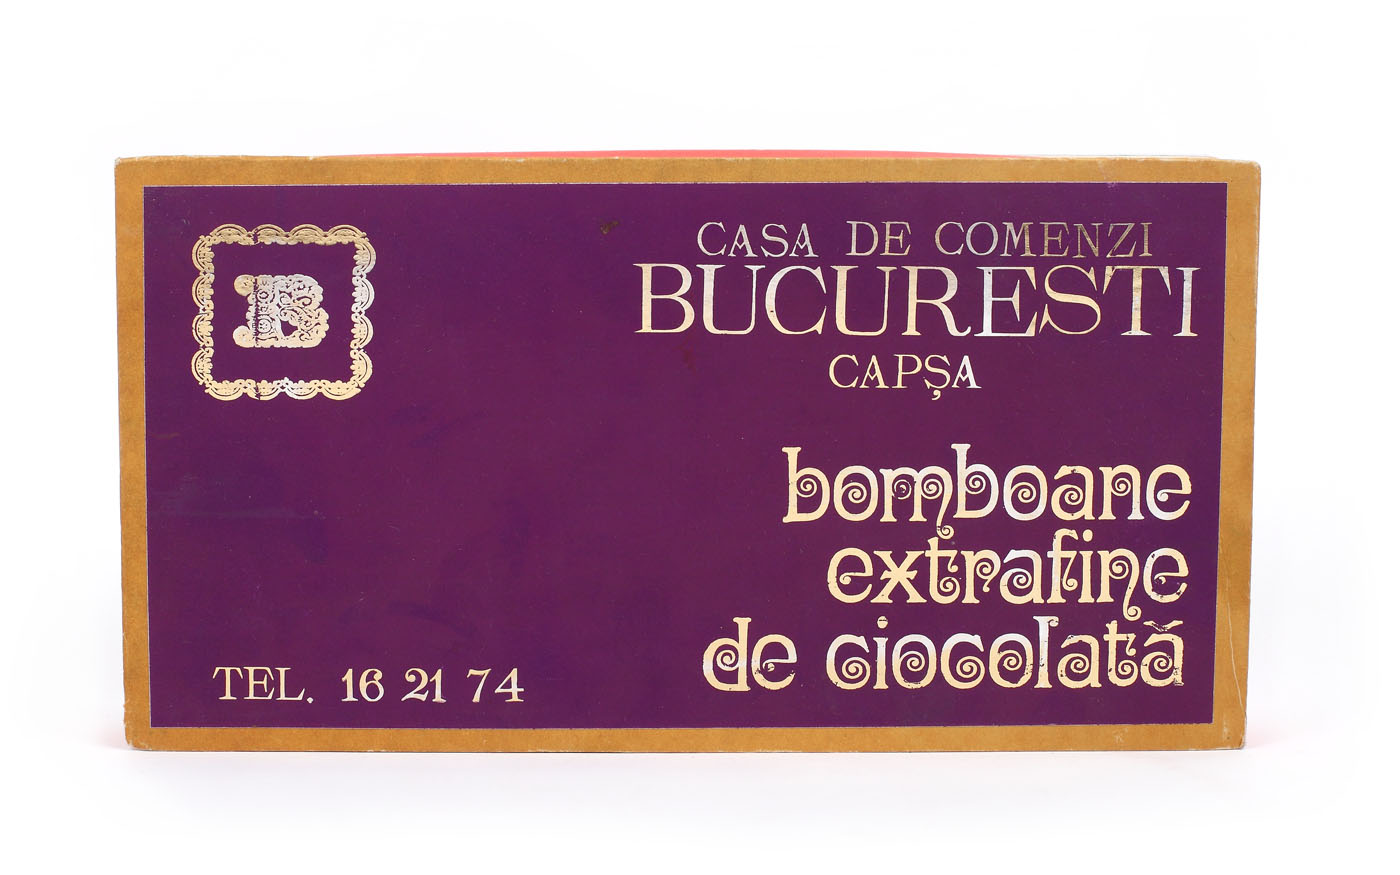 B
CASA DE COMENZI
BUCURESTI
CAPȘA
bomboane
extrafine
de ciocolată
TEL. 16 21 74